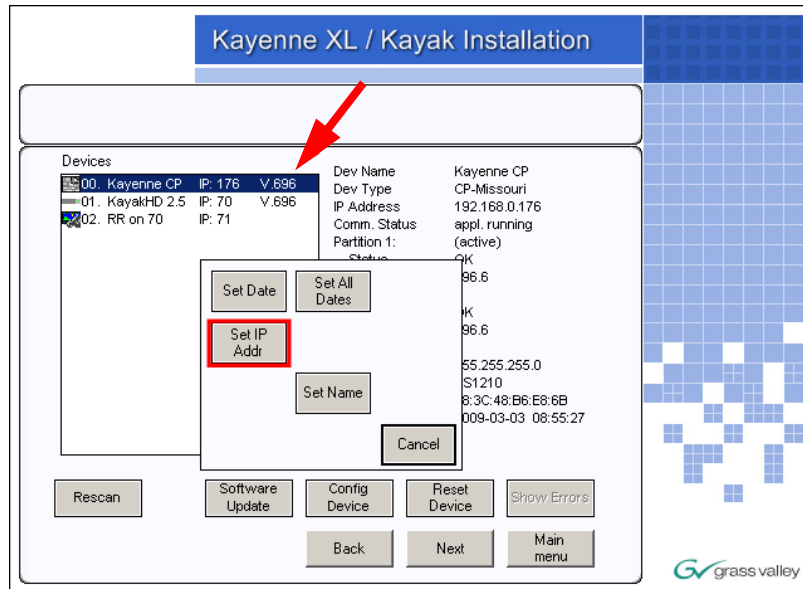 Kayenne XL / Kayak Installation
Devices
00. Kayenne CP IP: 176 V.696
01. KayakHD 2.5 IP: 70 V.696
02. RR on 70 IP: 71
Dev Name Kayenne CP
Dev Type CP-Missouri
IP Address 192.168.0.176
Comm. Status appl. running
Partition 1: (active)
Status OK
96.6
OK
96.6
55.255.255.0
S1210
8:3C:48:B6:E8:6B
009-03-03 08:55:27
Set Date
Set All
Dates
Set IP
Addr
Set Name
Cancel
Rescan
Software
Update
Config
Device
Reset
Device
Show Errors
Back
Next
Main
menu
grass valley